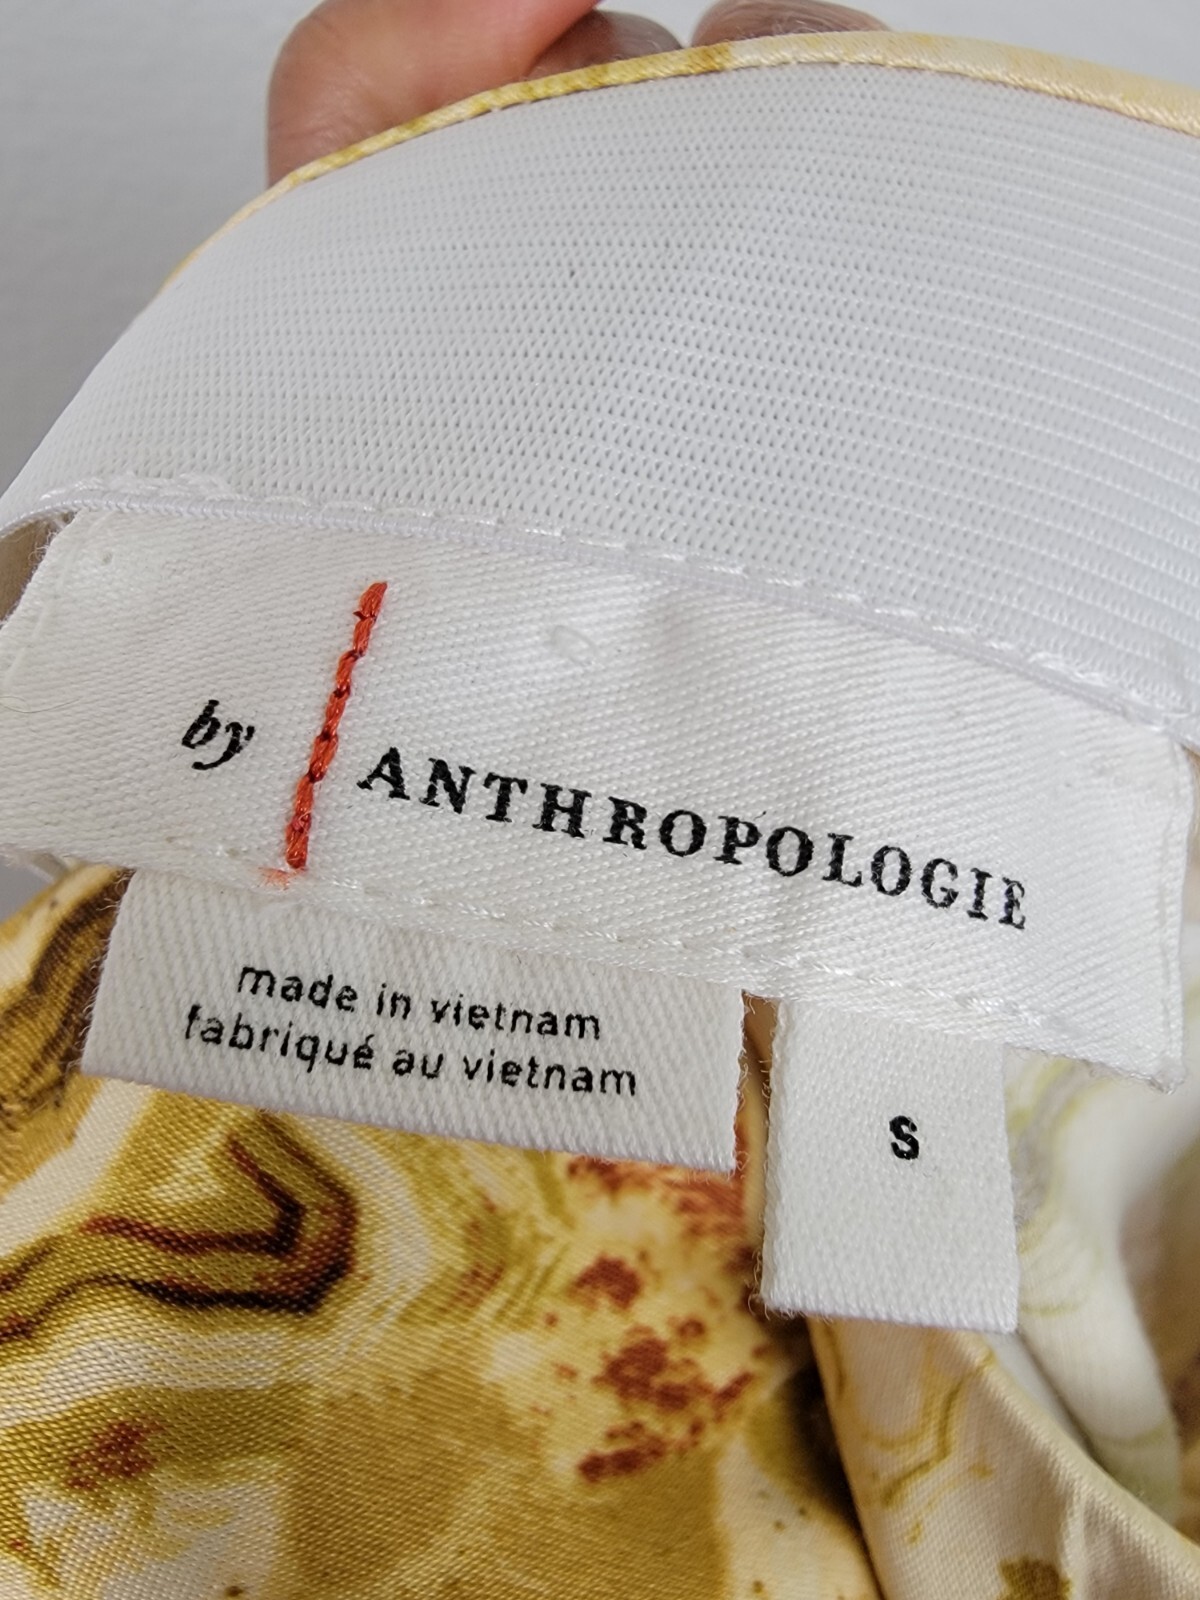 by ANTHROPOLOGIE
made in vietnam
fabriqué au vietnam
S